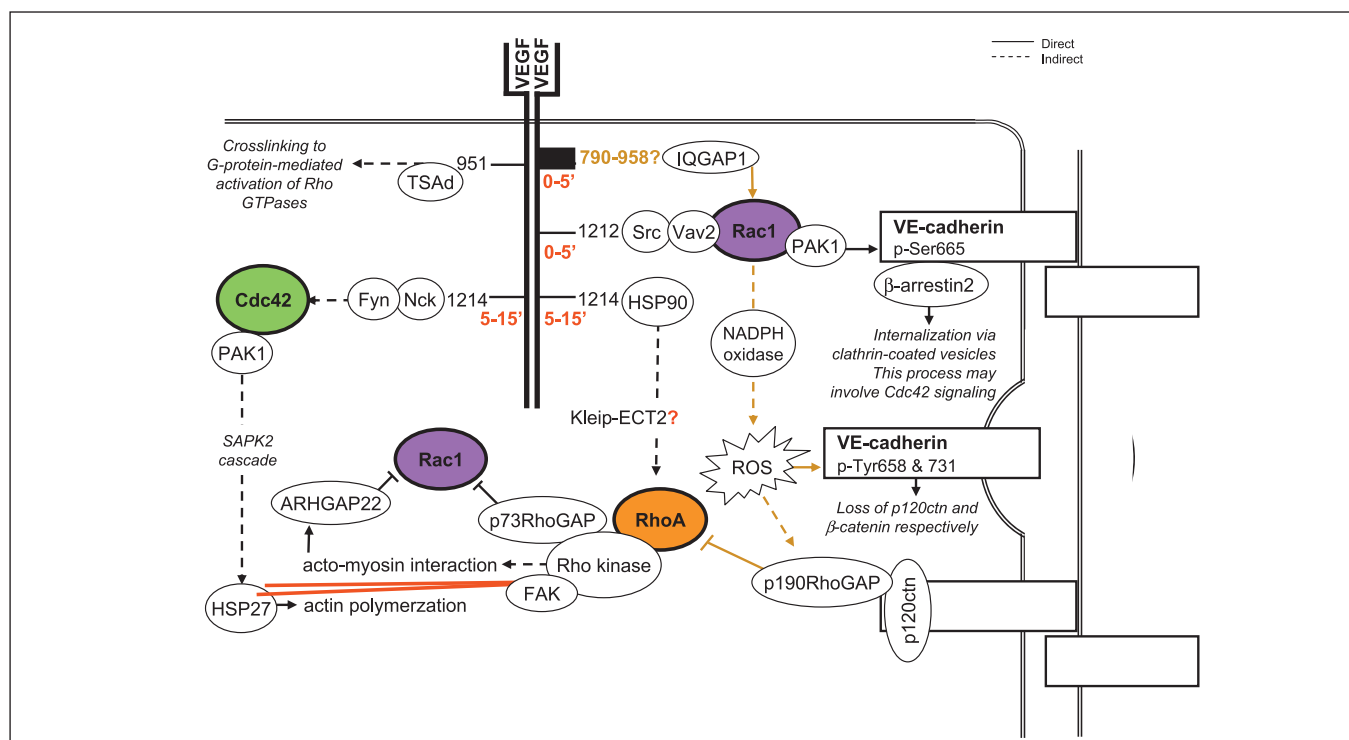 Direct
Indirect
VEGF
VEGF
Crosslinking to
G-protein-mediated
activation of Rho
GTPases
951
TSAd
790-958?
IQGAP1
0-5’
1212
Src
Vav2
Rac1
PAK1
0-5’
VE-cadherin
p-Ser665
β-arrestin2
Internalization via
clathrin-coated vesicles
This process may
involve Cdc42 signaling
Cdc42
PAK1
Fyn
Nck
1214
5-15’
1214
5-15’
HSP90
NADPH
oxidase
Kleip-ECT2?
SAPK2
cascade
Rac1
ROS
VE-cadherin
p-Tyr658 & 731
Loss of p120ctn and
β-catenin respectively
ARHGAP22
p73RhoGAP
RhoA
acto-myosin interaction
Rho kinase
FAK
p190RhoGAP
p120ctn
HSP27
actin polymerzation